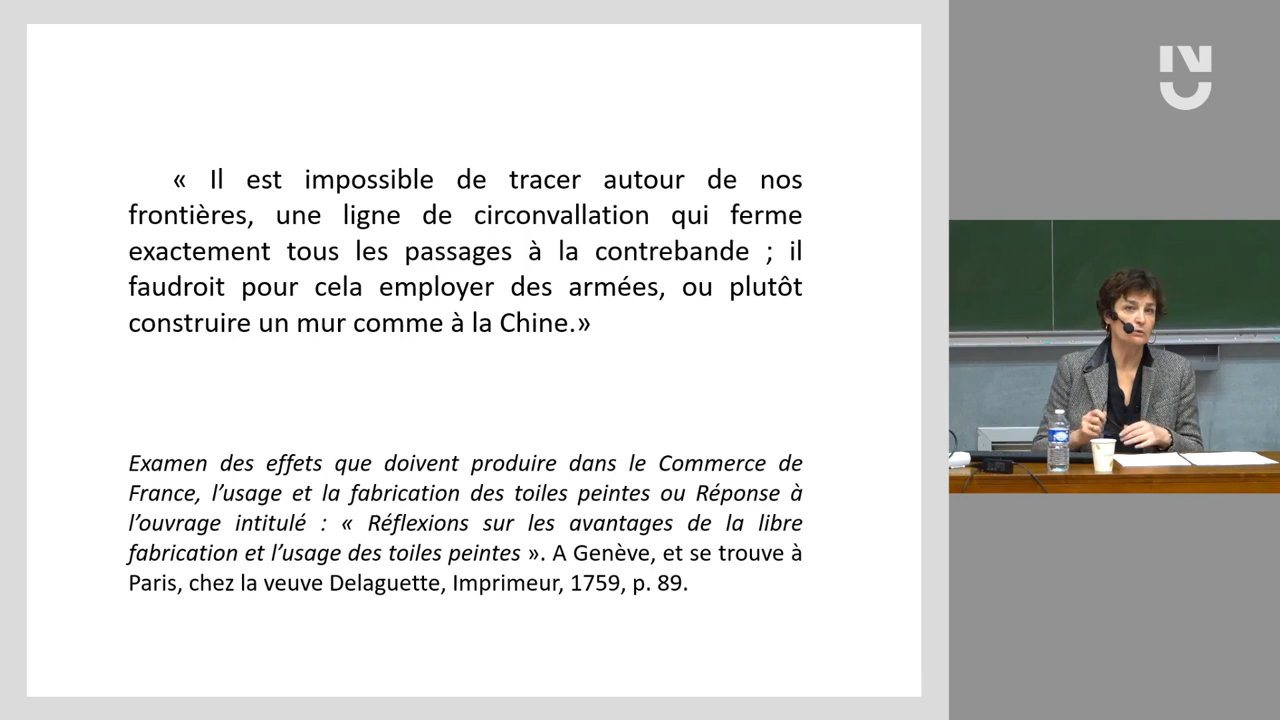 « Il est impossible de tracer autour de nos
frontières, une ligne de circonvallation qui ferme
exactement tous les passages à la contrebande ; il
faudroit pour cela employer des armées, ou plutôt
construire un mur comme à la Chine.»
Examen des effets que doivent produire dans le Commerce de
France, l’usage et la fabrication des toiles peintes ou Réponse à
l’ouvrage intitulé : « Réflexions sur les avantages de la libre
fabrication et l’usage des toiles peintes ». A Genève, et se trouve à
Paris, chez la veuve Delaguette, Imprimeur, 1759, p. 89.